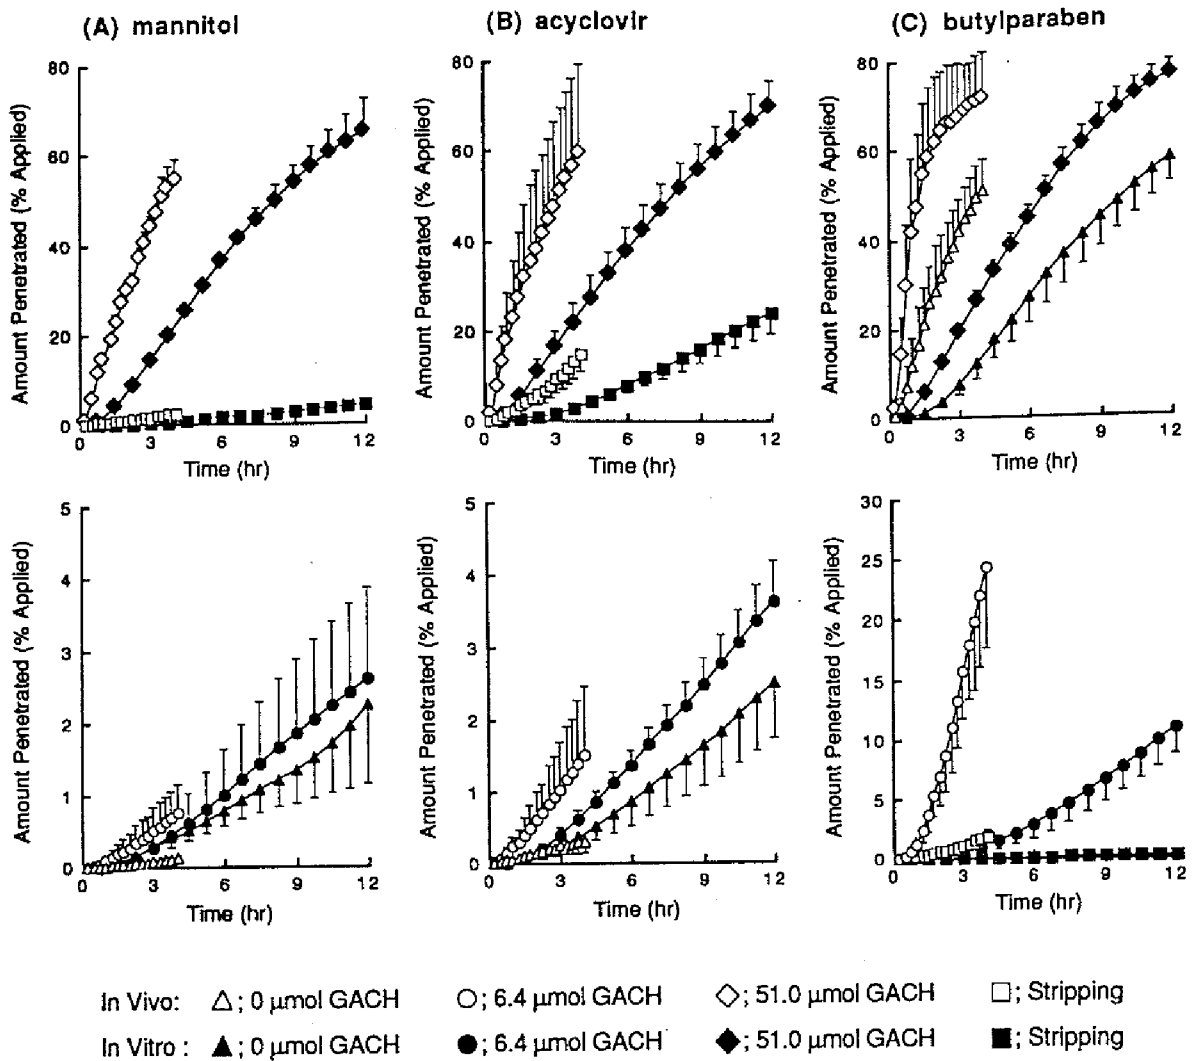 (A) mannitol
(B) acyclovir
(C) butylparaben
Amount Penetrated (% Applied)
80
60
40
20
0
0 3 6 9 12
Time (hr)
Amount Penetrated (% Applied)
80
60
40
20
0
0 3 6 9 12
Time (hr)
Amount Penetrated (% Applied)
80
60
40
20
0
0 3 6 9 12
Time (hr)
Amount Penetrated (% Applied)
5
4
3
2
1
0
0 3 6 9 12
Time (hr)
Amount Penetrated (% Applied)
5
4
3
2
1
0
0 3 6 9 12
Time (hr)
Amount Penetrated (% Applied)
30
25
20
15
10
5
0
0 3 6 9 12
Time (hr)
In Vivo: △; 0 µmol GACH ○; 6.4 µmol GACH ◇; 51.0 µmol GACH □; Stripping
In Vitro : ▲; 0 µmol GACH ●; 6.4 µmol GACH ◆; 51.0 µmol GACH ■; Stripping